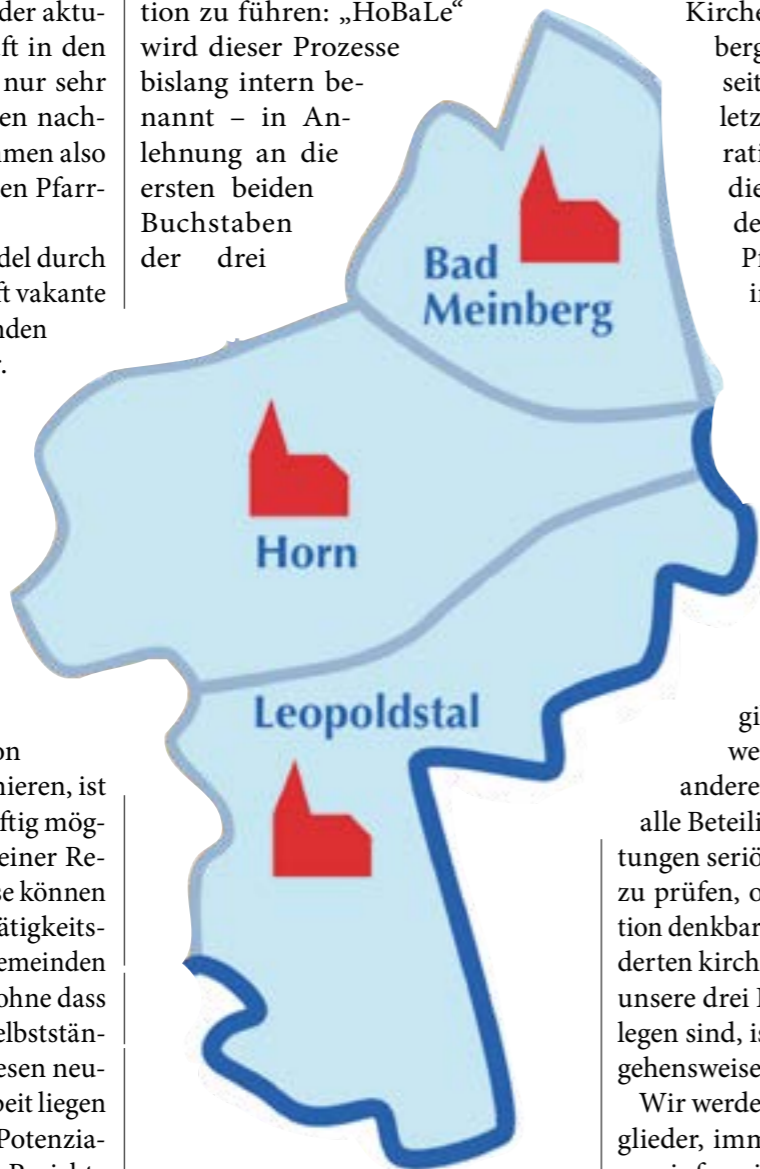 der aktu-
ft in den
nur sehr
en nach-
men also
en Pfarr-
del durch
ft vakante
nden
r.
on
nieren, ist
ftig mög-
einer Re-
se können
ätigkeits-
emeinden
ohne dass
elbststän-
esen neu-
beit liegen
Potenzia-
tion zu führen: „HoBaLe“
wird dieser Prozesse
bislang intern be-
nannt – in An-
lehnung an die
ersten beiden
Buchstaben
der drei
Bad
Meinberg
Horn
Leopoldstal
Kirche
berg
seit
letz
rati
die
de
Pr
in
gi
we
andere
alle Beteili
tungen seriö
zu prüfen, o
tion denkbar
derten kirch
unsere drei
legen sind, is
gehensweise
Wir werde
glieder, imm